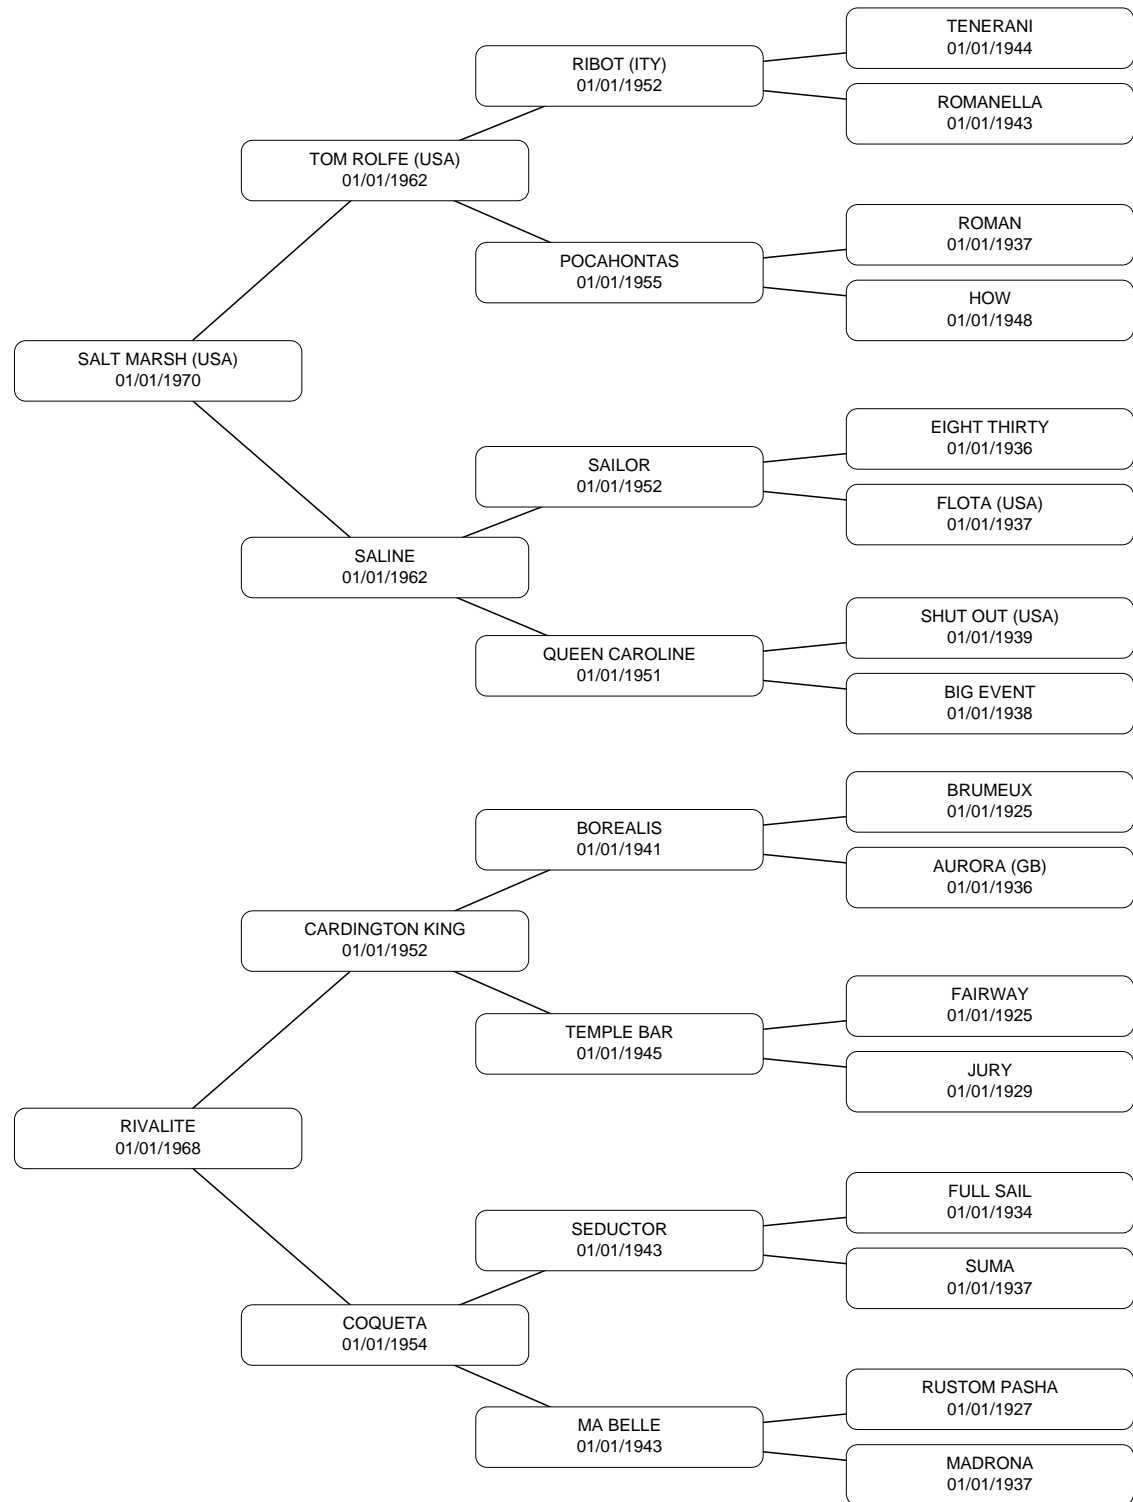 TENERANI
01/01/1944
RIBOT (ITY)
01/01/1952
ROMANELLA
01/01/1943
TOM ROLFE (USA)
01/01/1962
ROMAN
01/01/1937
POCAHONTAS
01/01/1955
HOW
01/01/1948
SALT MARSH (USA)
01/01/1970
EIGHT THIRTY
01/01/1936
SAILOR
01/01/1952
FLOTA (USA)
01/01/1937
SALINE
01/01/1962
SHUT OUT (USA)
01/01/1939
QUEEN CAROLINE
01/01/1951
BIG EVENT
01/01/1938
BRUMEUX
01/01/1925
BOREALIS
01/01/1941
AURORA (GB)
01/01/1936
CARDINGTON KING
01/01/1952
FAIRWAY
01/01/1925
TEMPLE BAR
01/01/1945
JURY
01/01/1929
RIVALITE
01/01/1968
FULL SAIL
01/01/1934
SEDUCTOR
01/01/1943
SUMA
01/01/1937
COQUETA
01/01/1954
RUSTOM PASHA
01/01/1927
MA BELLE
01/01/1943
MADRONA
01/01/1937